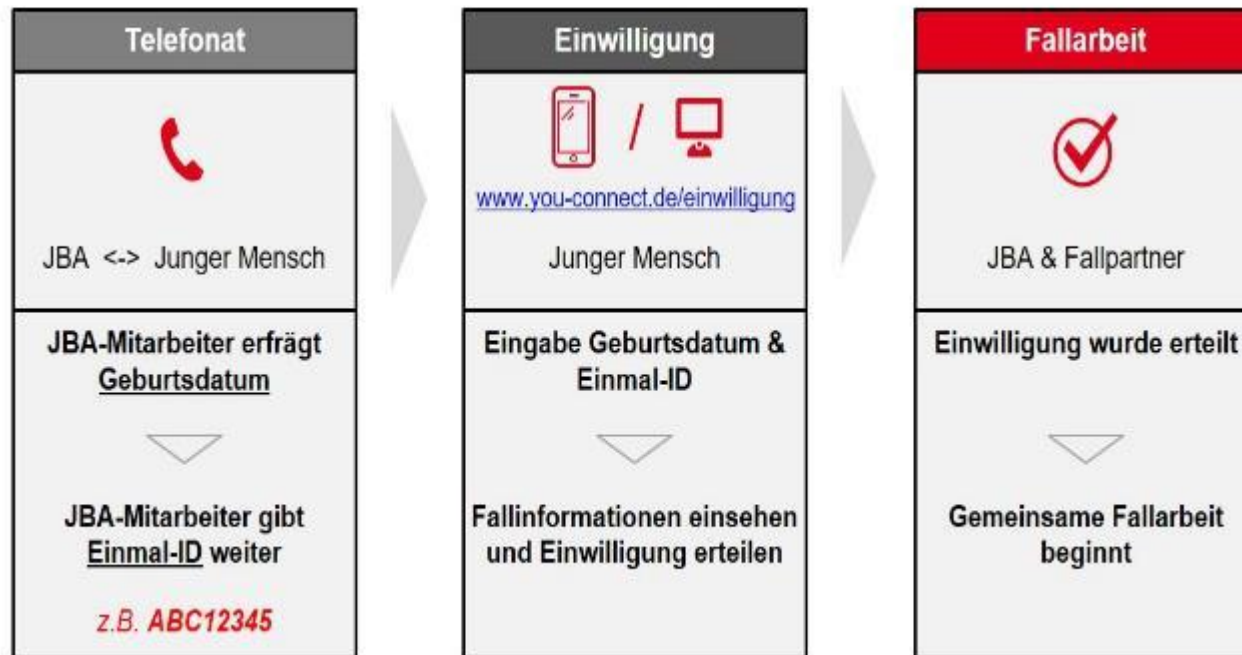 Telefonat
JBA <-> Junger Mensch
JBA-Mitarbeiter erfrägt
Geburtsdatum
JBA-Mitarbeiter gibt
Einmal-ID weiter
z.B. ABC12345
Einwilligung
/
www.you-connect.de/einwilligung
Junger Mensch
Eingabe Geburtsdatum &
Einmal-ID
Fallinformationen einsehen
und Einwilligung erteilen
Fallarbeit
JBA & Fallpartner
Einwilligung wurde erteilt
Gemeinsame Fallarbeit
beginnt